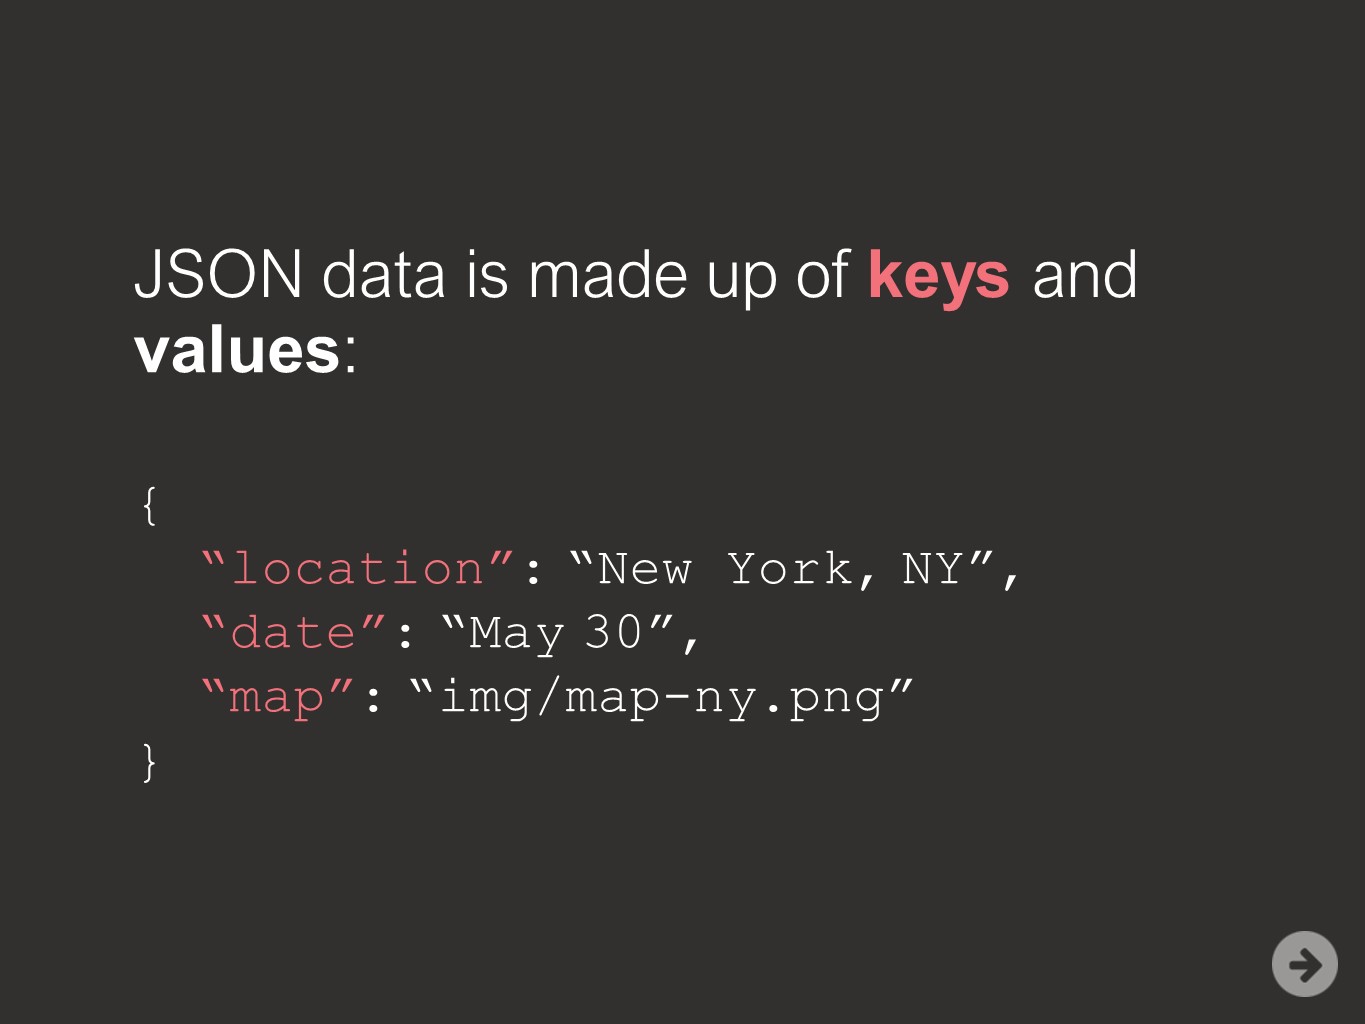 JSON data is made up of keys and
values:
{
“location”: “New York, NY”,
“date”: “May 30”,
“map”: “img/map-ny.png”
}